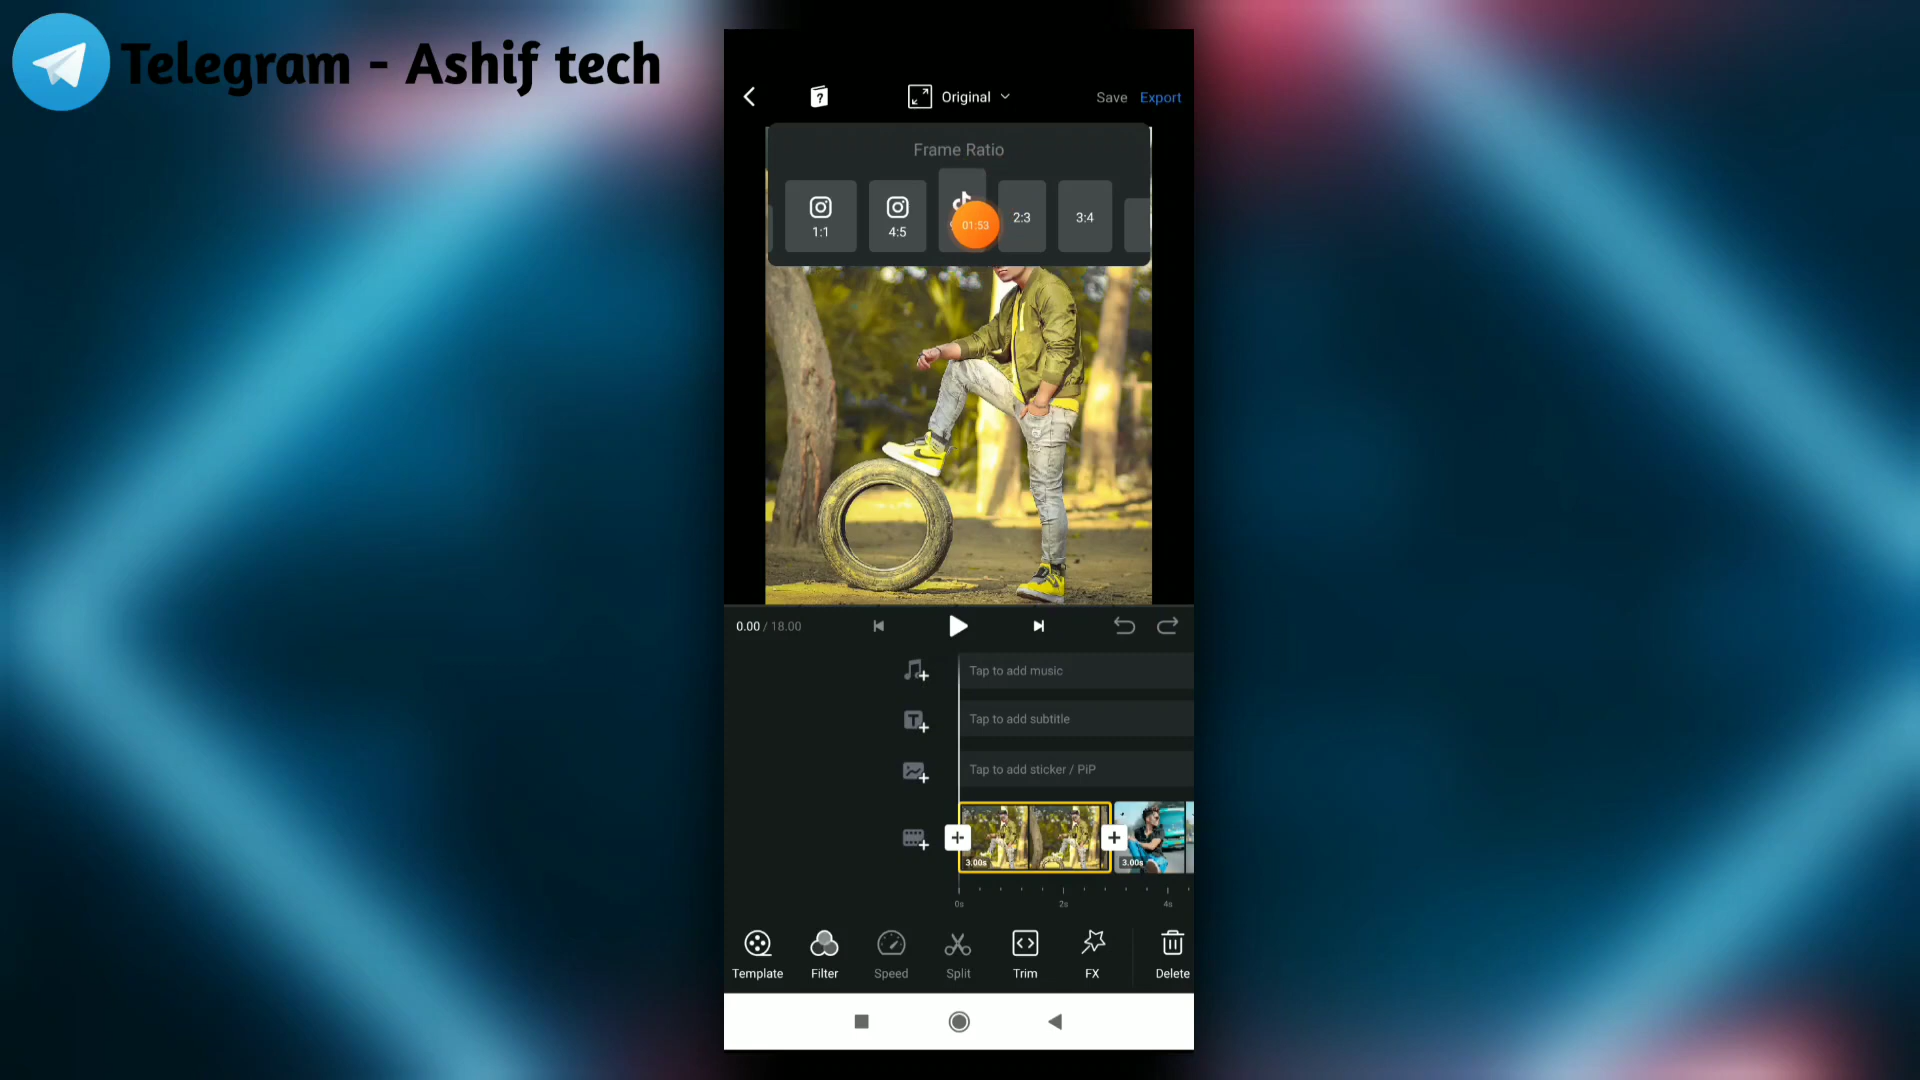 Telegram - Ashif tech
Original
Save
Export
Frame Ratio
1:1
4:5
01:53
2:3
3:4
0.00 / 18.00
Tap to add music
Tap to add subtitle
Tap to add sticker / PiP
3.00s
3.00s
0s
2s
4s
Template
Filter
Speed
Split
Trim
FX
Delete